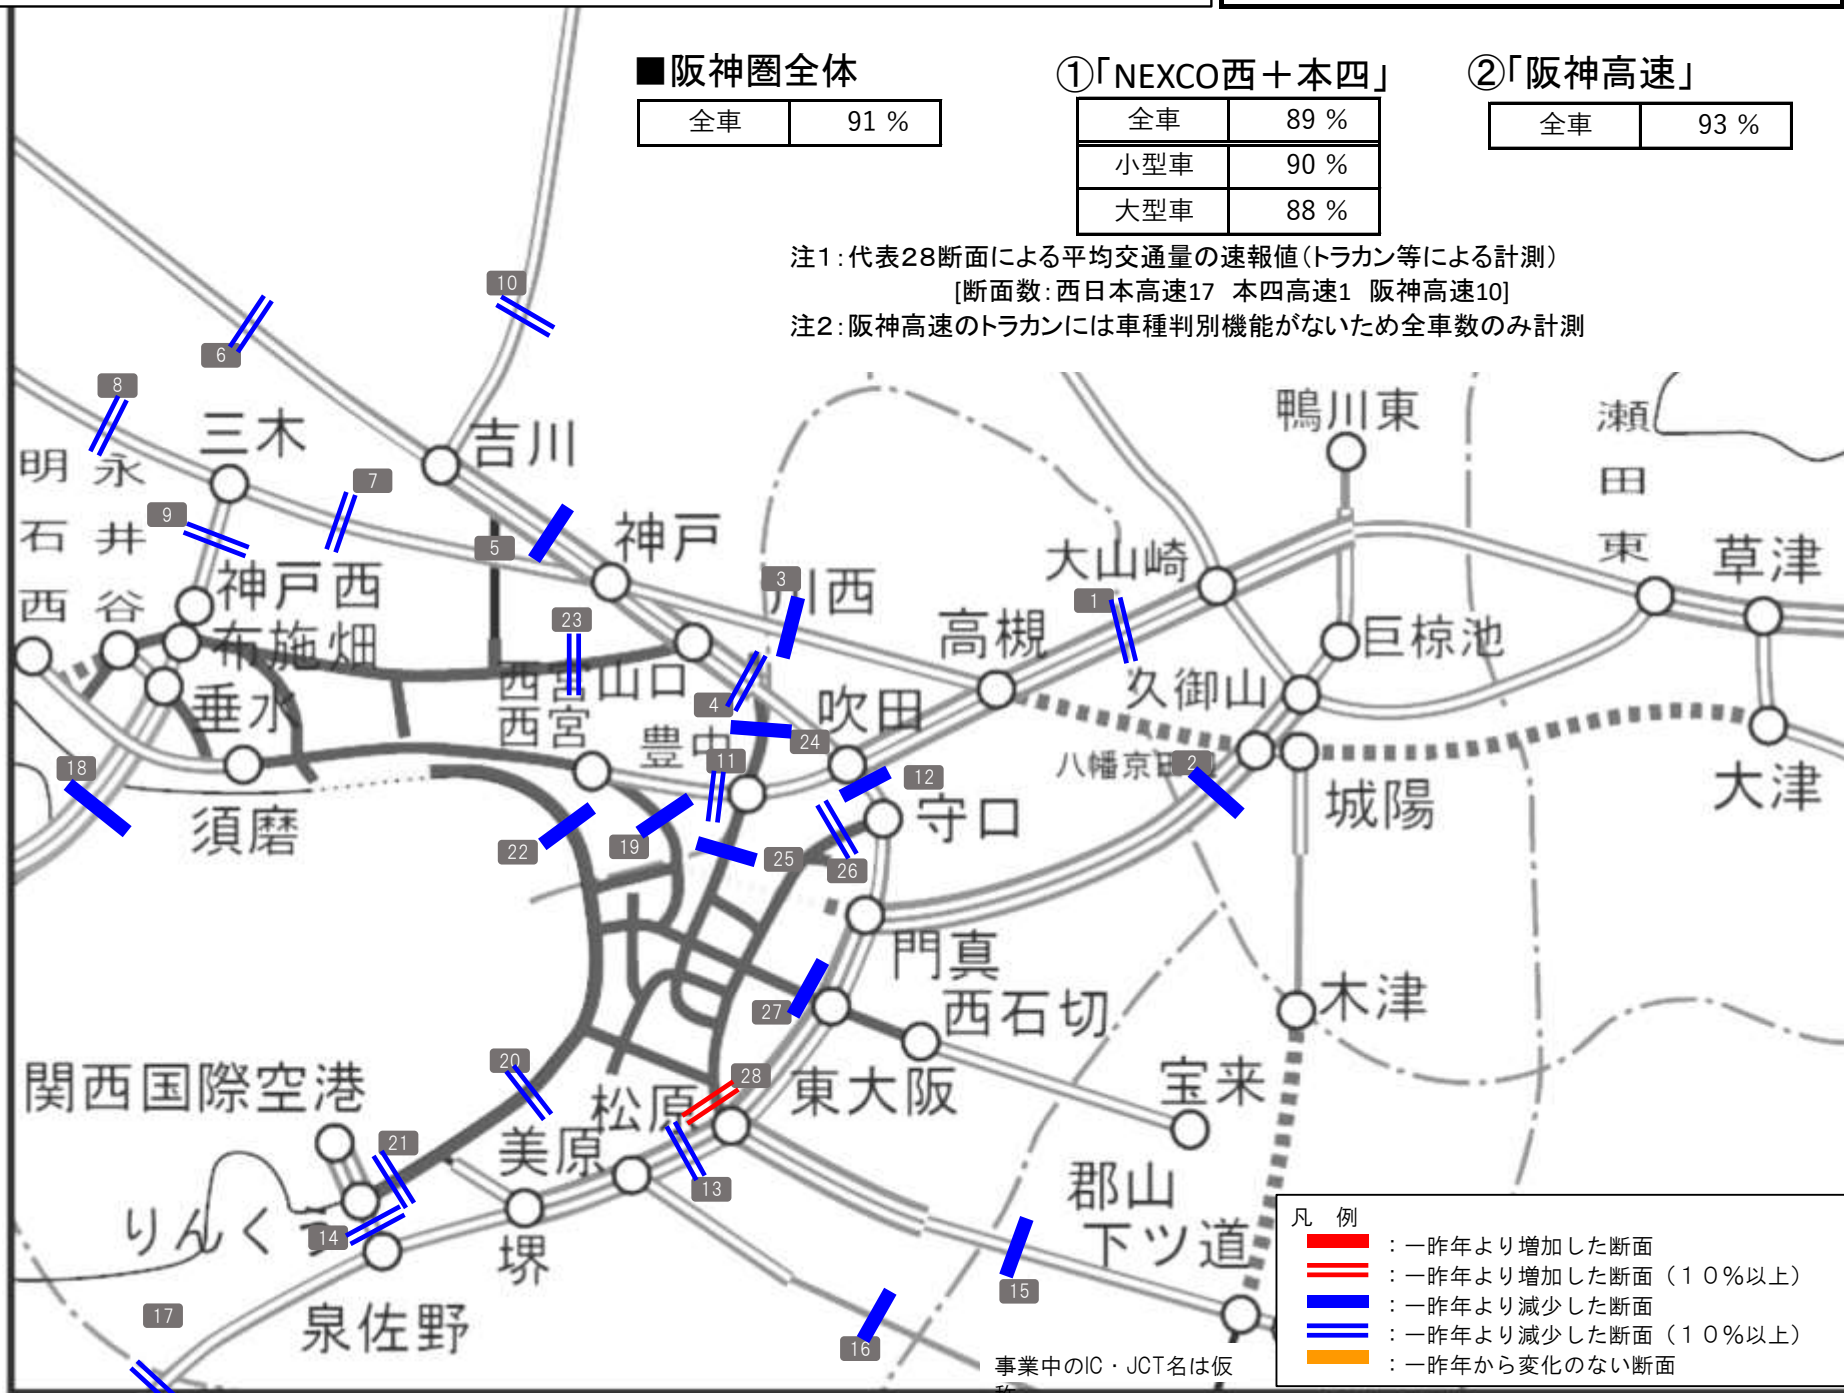 ■阪神圏全体
全車 91 %
①「NEXCO西＋本四」
全車 89 %
小型車 90 %
大型車 88 %
②「阪神高速」
全車 93 %
注１：代表２８断面による平均交通量の速報値（トラカン等による計測）
[断面数：西日本高速17 本四高速1 阪神高速10]
注２：阪神高速のトラカンには車種判別機能がないため全車数のみ計測
10
6
8
三木
吉川
鴨川東
瀬田東
明石西
永井谷
7
9
5
神戸
神戸西
布施畑
3
川西
大山崎
草津
1
23
高槻
巨椋池
西宮山口
久御山
垂水
4
吹田
西宮
豊中
24
11
八幡京田
2
18
12
大津
城陽
須磨
守口
22
19
25
26
門真
27
西石切
木津
20
関西国際空港
28
松原
東大阪
宝来
21
美原
13
郡山下ツ道
りんくう
14
堺
15
17
泉佐野
16
事業中のIC・JCT名は仮
凡 例
：一昨年より増加した断面
：一昨年より増加した断面（１０％以上）
：一昨年より減少した断面
：一昨年より減少した断面（１０％以上）
：一昨年から変化のない断面